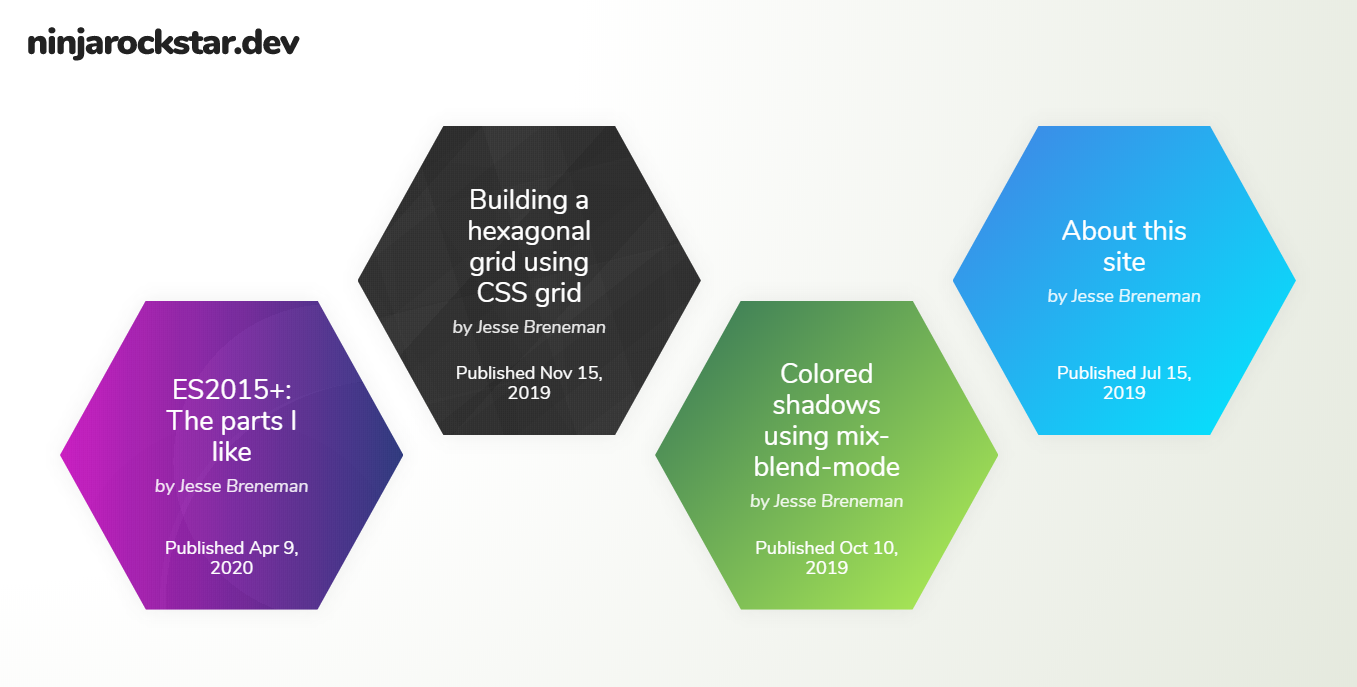 ninjarockstar.dev
ES2015+:
The parts I
like
by Jesse Breneman
Published Apr 9,
2020
Building a
hexagonal
grid using
CSS grid
by Jesse Breneman
Published Nov 15,
2019
Colored
shadows
using mix-
blend-mode
by Jesse Breneman
Published Oct 10,
2019
About this
site
by Jesse Breneman
Published Jul 15,
2019